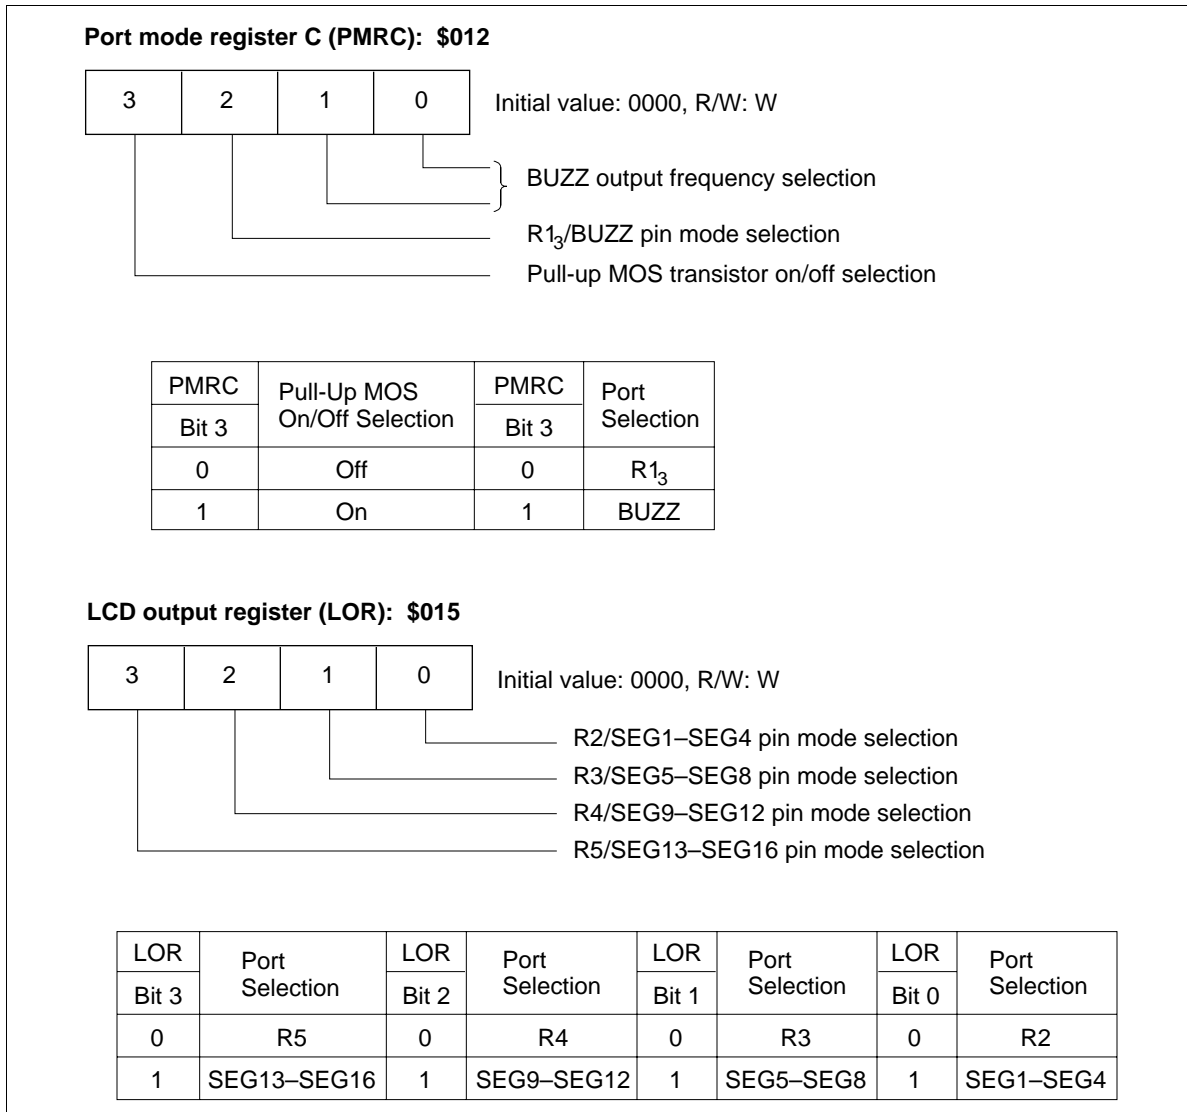 Port mode register C (PMRC): $012
3 2 1 0 Initial value: 0000, R/W: W
BUZZ output frequency selection
R1₃/BUZZ pin mode selection
Pull-up MOS transistor on/off selection
PMRC Pull-Up MOS On/Off Selection PMRC Port Selection
Bit 3 Bit 3
0 Off 0 R1₃
1 On 1 BUZZ
LCD output register (LOR): $015
3 2 1 0 Initial value: 0000, R/W: W
R2/SEG1–SEG4 pin mode selection
R3/SEG5–SEG8 pin mode selection
R4/SEG9–SEG12 pin mode selection
R5/SEG13–SEG16 pin mode selection
LOR Port Selection LOR Port Selection LOR Port Selection LOR Port Selection
Bit 3 Bit 2 Bit 1 Bit 0
0 R5 0 R4 0 R3 0 R2
1 SEG13–SEG16 1 SEG9–SEG12 1 SEG5–SEG8 1 SEG1–SEG4